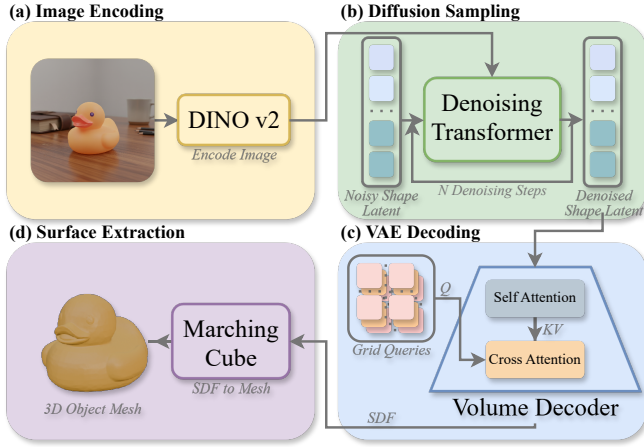 (a) Image Encoding
DINO v2
Encode Image
(b) Diffusion Sampling
Denoising
Transformer
Noisy Shape
Latent
N Denoising Steps
Denoised
Shape Latent
(d) Surface Extraction
Marching
Cube
SDF to Mesh
3D Object Mesh
(c) VAE Decoding
Grid Queries
Q
Self Attention
KV
Cross Attention
Volume Decoder
SDF